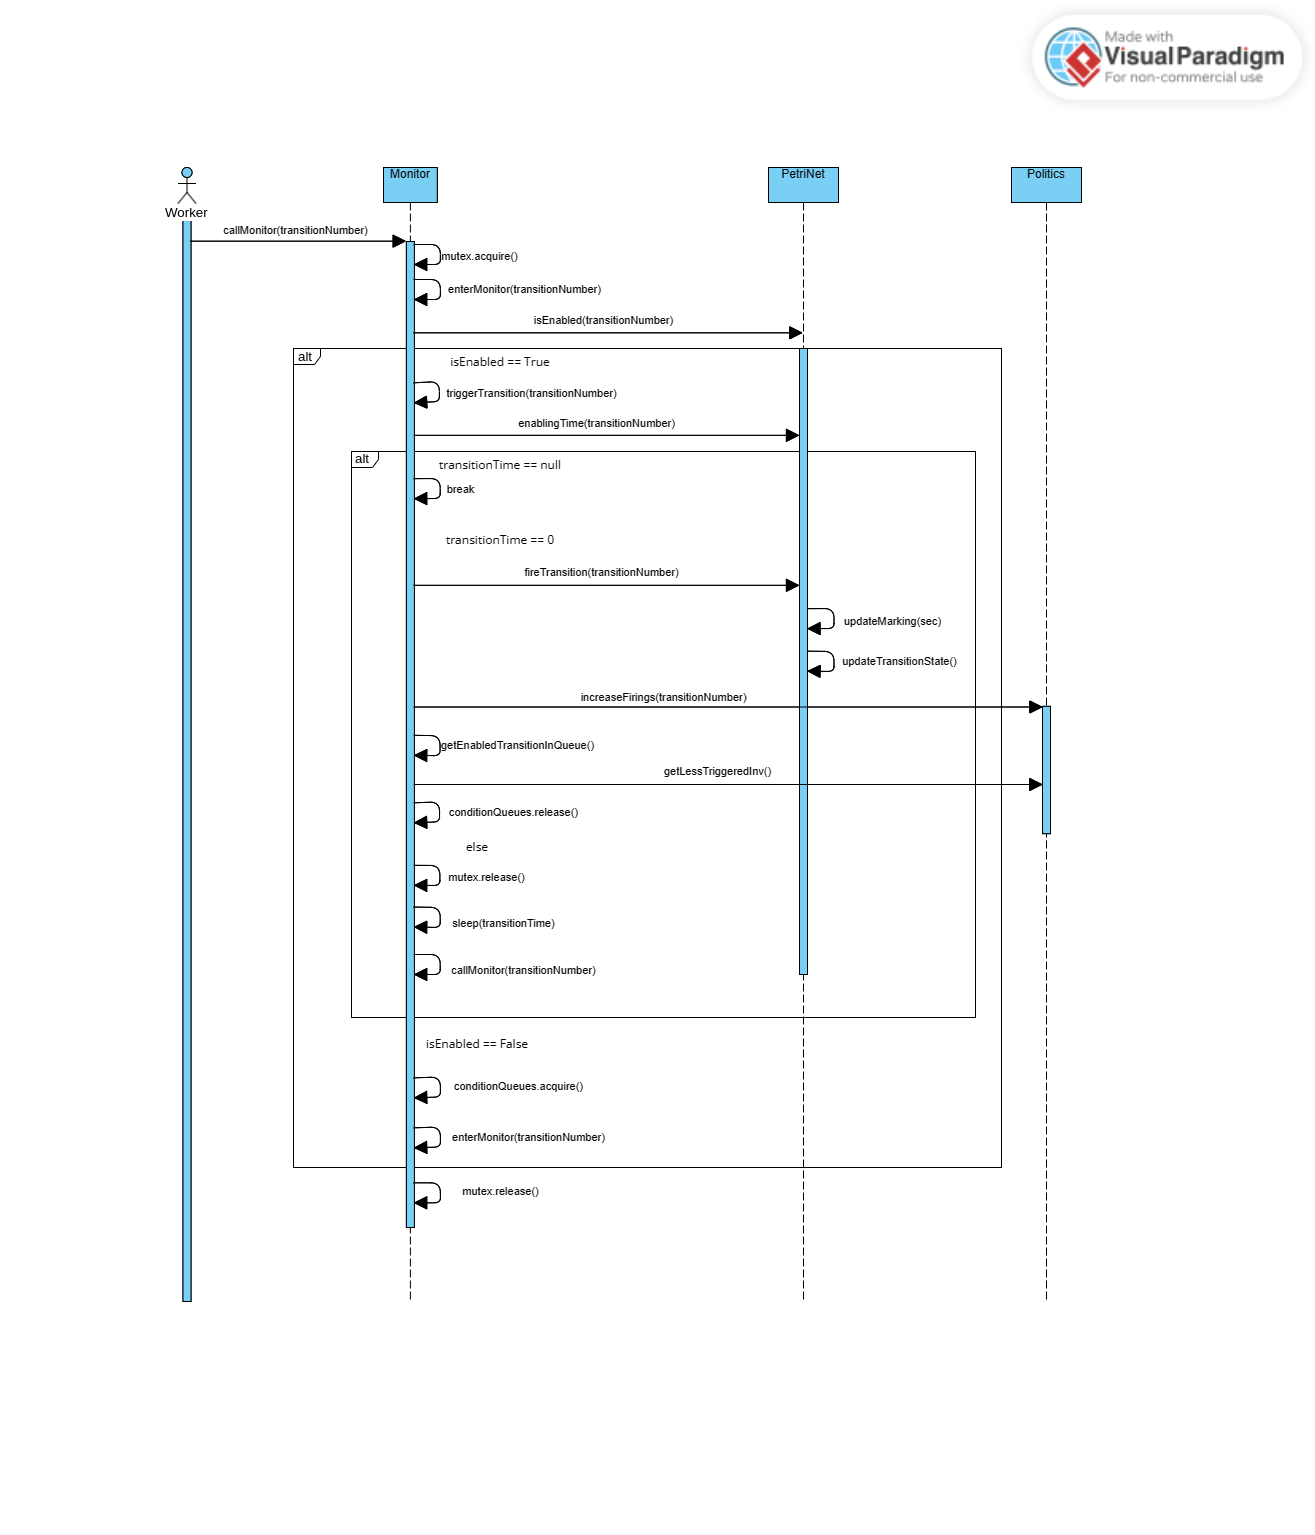 Made with
Visual Paradigm
For non-commercial use
Worker
Monitor
PetriNet
Politics
callMonitor(transitionNumber)
mutex.acquire()
enterMonitor(transitionNumber)
isEnabled(transitionNumber)
alt
isEnabled == True
triggerTransition(transitionNumber)
enablingTime(transitionNumber)
alt
transitionTime == null
break
transitionTime == 0
fireTransition(transitionNumber)
updateMarking(sec)
updateTransitionState()
increaseFirings(transitionNumber)
getEnabledTransitionInQueue()
getLessTriggeredInv()
conditionQueues.release()
else
mutex.release()
sleep(transitionTime)
callMonitor(transitionNumber)
isEnabled == False
conditionQueues.acquire()
enterMonitor(transitionNumber)
mutex.release()